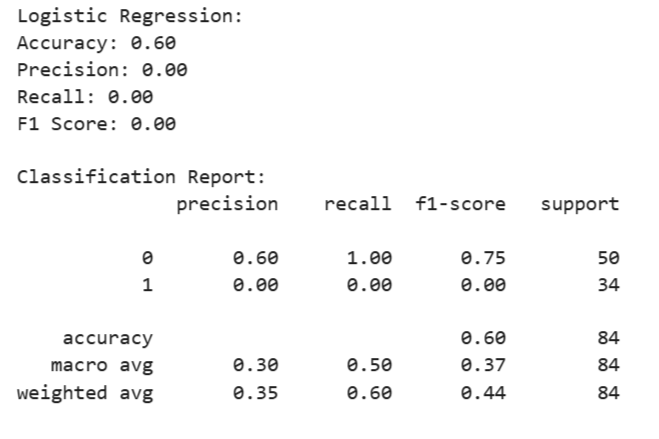 Logistic Regression:
Accuracy: 0.60
Precision: 0.00
Recall: 0.00
F1 Score: 0.00
Classification Report:
precision recall f1-score support
0 0.60 1.00 0.75 50
1 0.00 0.00 0.00 34
accuracy 0.60 84
macro avg 0.30 0.50 0.37 84
weighted avg 0.35 0.60 0.44 84